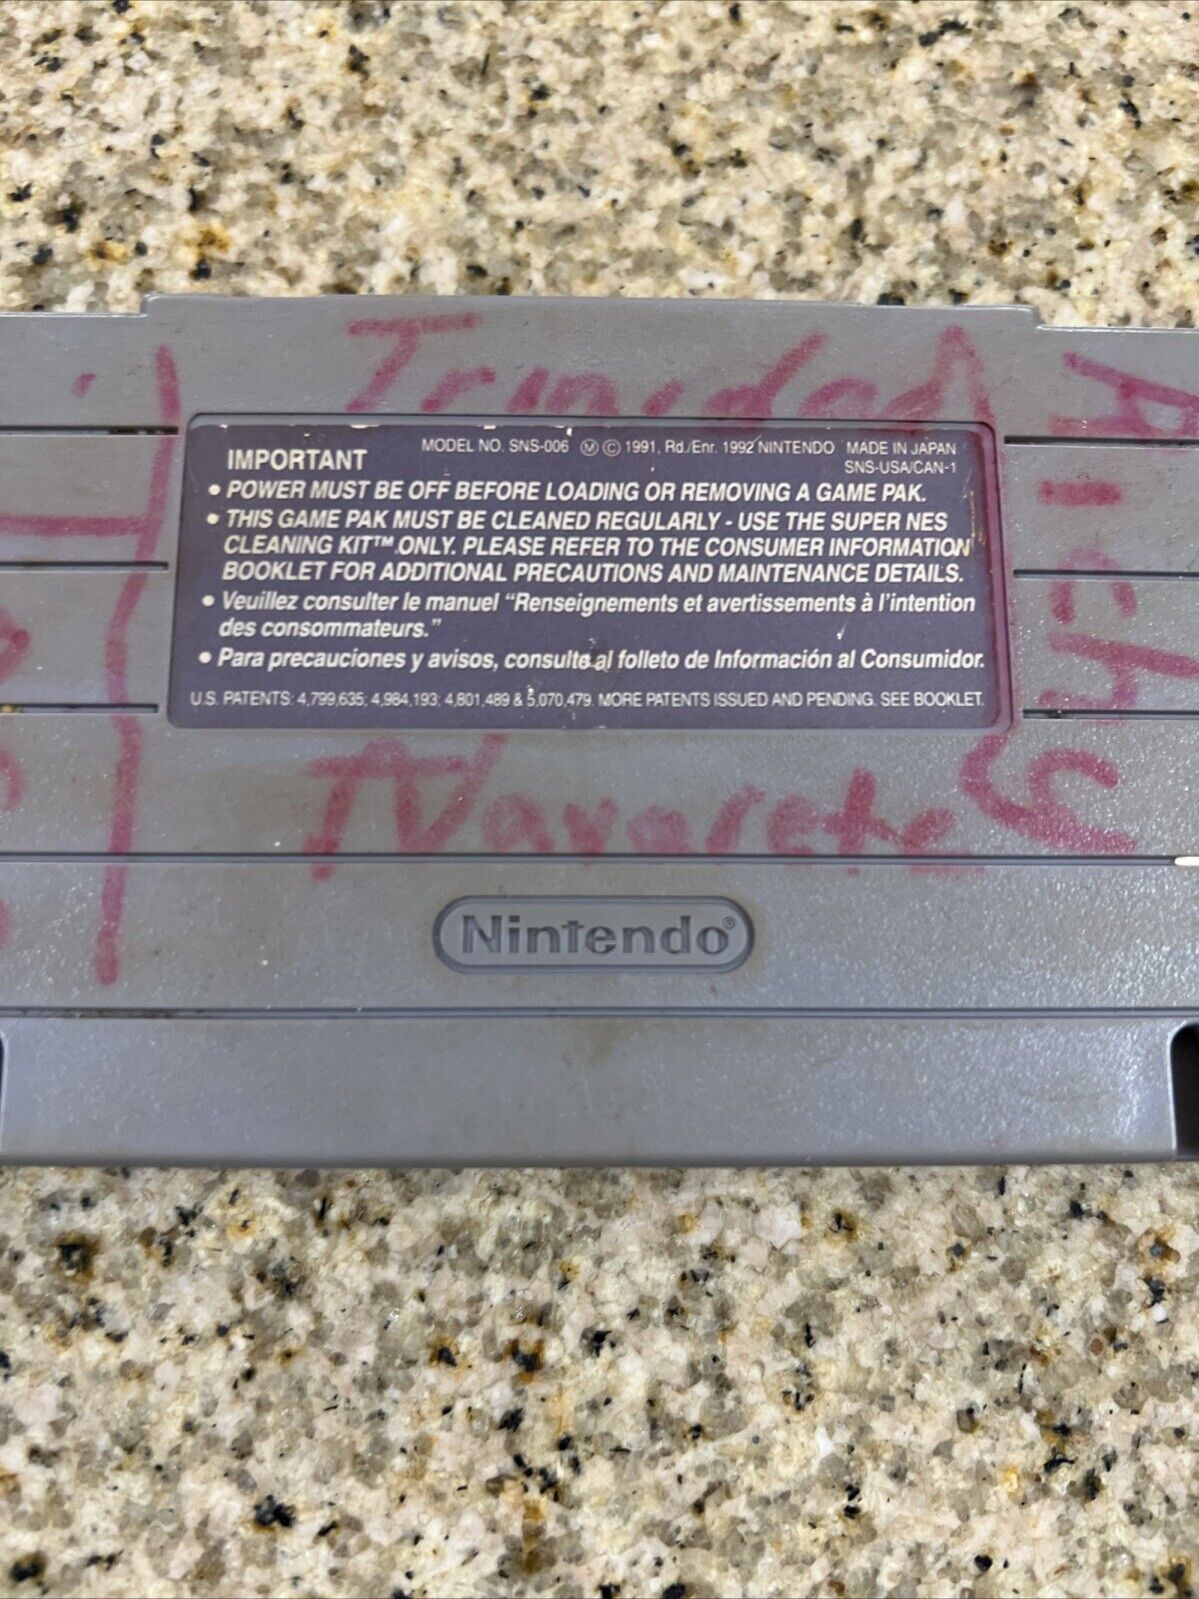 Trinidad
MODEL NO. SNS-006 Ⓜ © 1991, Rd./Enr. 1992 NINTENDO MADE IN JAPAN
SNS-USA/CAN-1
IMPORTANT
• POWER MUST BE OFF BEFORE LOADING OR REMOVING A GAME PAK.
• THIS GAME PAK MUST BE CLEANED REGULARLY - USE THE SUPER NES
CLEANING KIT™ ONLY. PLEASE REFER TO THE CONSUMER INFORMATION
BOOKLET FOR ADDITIONAL PRECAUTIONS AND MAINTENANCE DETAILS.
• Veuillez consulter le manuel “Renseignements et avertissements à l’intention
des consommateurs.”
• Para precauciones y avisos, consulte al folleto de Información al Consumidor.
U.S. PATENTS: 4,799,635; 4,984,193; 4,801,489 & 5,070,479. MORE PATENTS ISSUED AND PENDING. SEE BOOKLET.
Navarete
Nintendo®